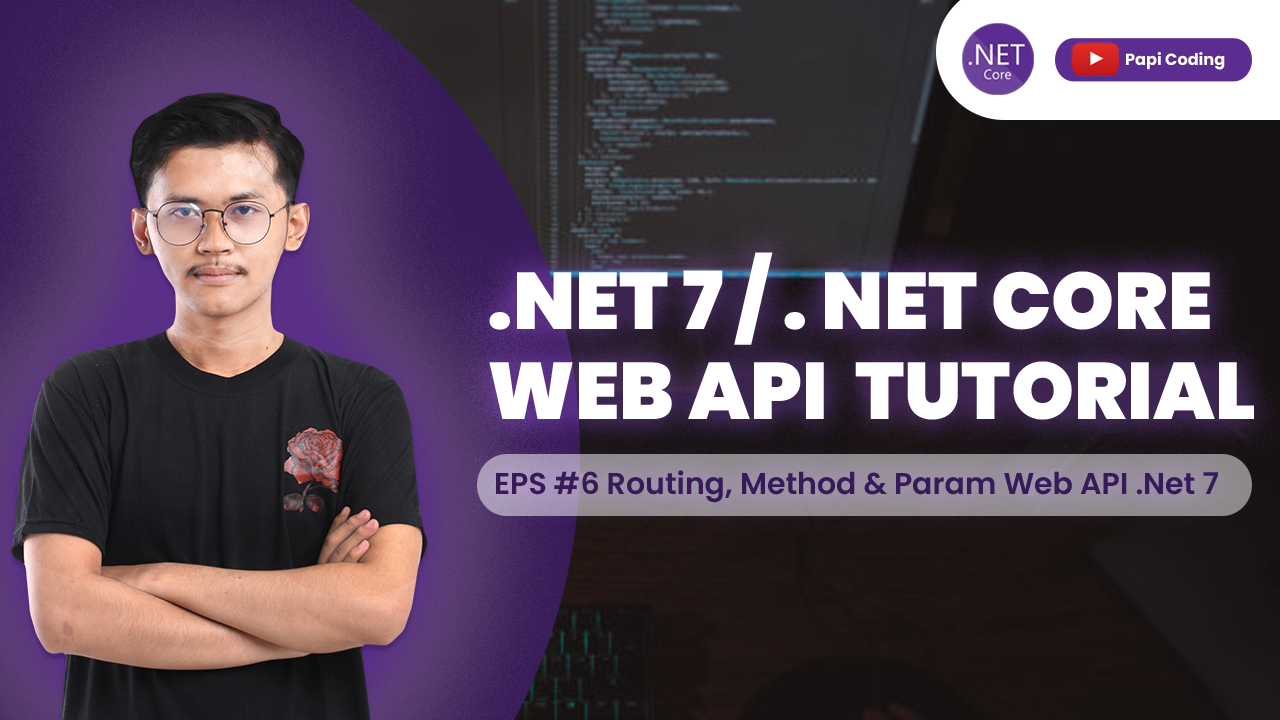 .NET
Core
Papi Coding
.NET 7/ . NET CORE
WEB API TUTORIAL
EPS #6 Routing, Method & Param Web API .Net 7